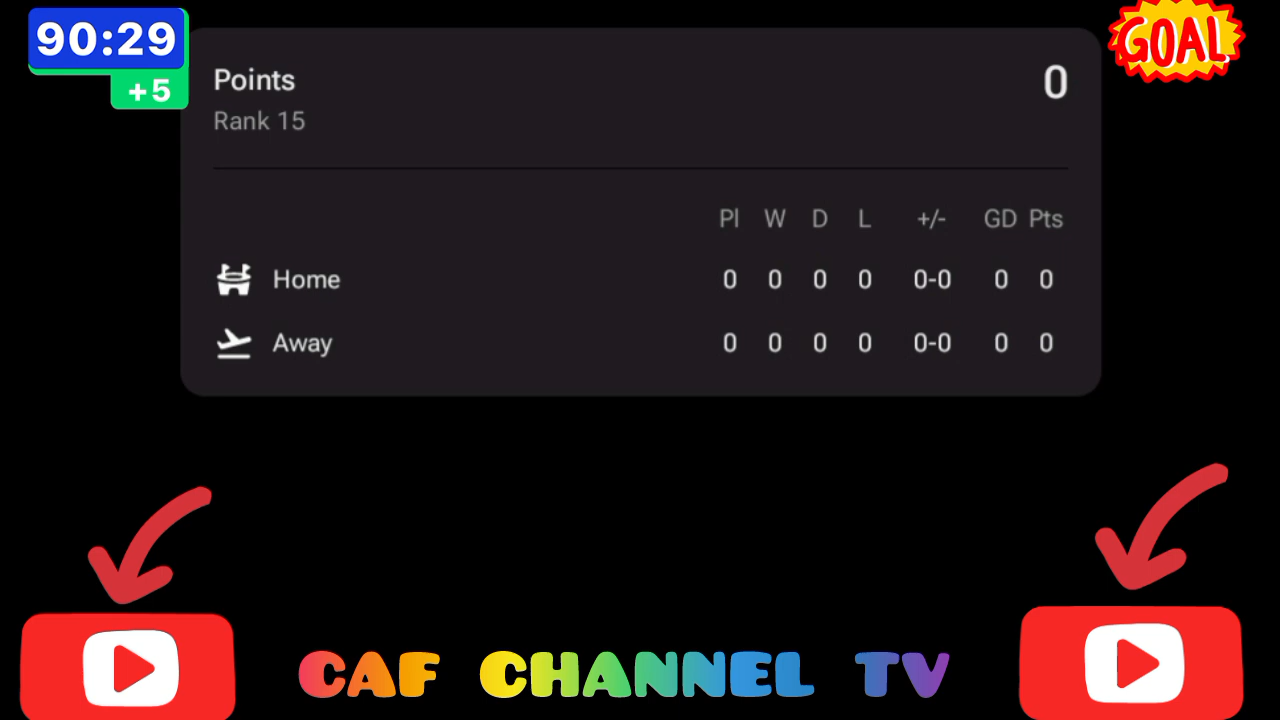 90:29
+5
GOAL
Points 0
Rank 15
Pl W D L +/- GD Pts
Home 0 0 0 0 0-0 0 0
Away 0 0 0 0 0-0 0 0
CAF CHANNEL TV